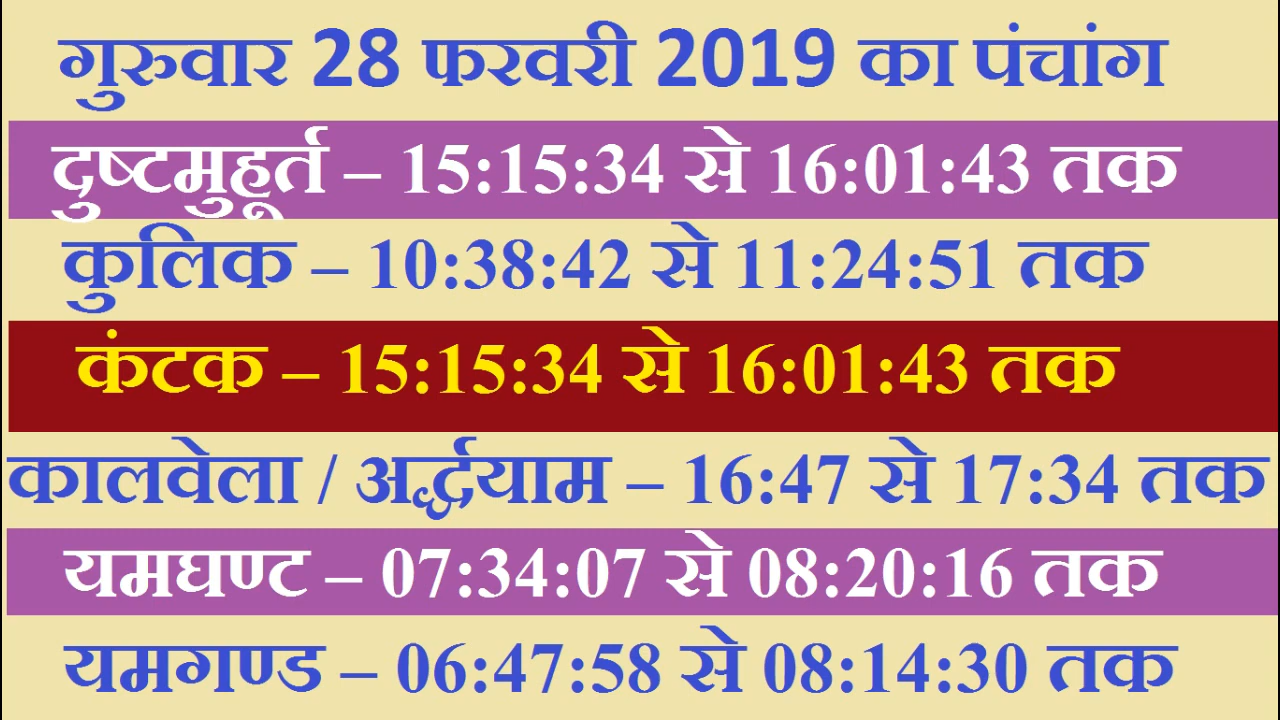 गुरुवार 28 फरवरी 2019 का पंचांग
दुष्टमुहूर्त – 15:15:34 से 16:01:43 तक
कुलिक – 10:38:42 से 11:24:51 तक
कंटक – 15:15:34 से 16:01:43 तक
कालवेला / अर्द्धयाम – 16:47 से 17:34 तक
यमघण्ट – 07:34:07 से 08:20:16 तक
यमगण्ड – 06:47:58 से 08:14:30 तक